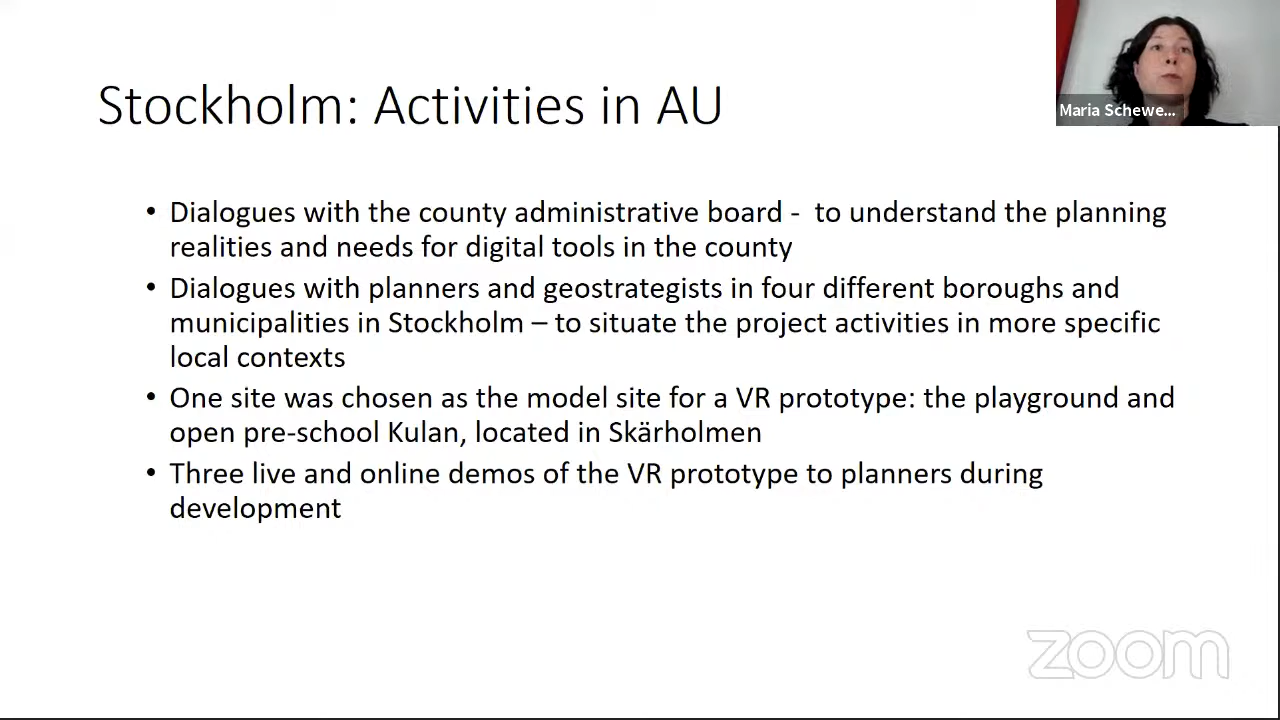 Stockholm: Activities in AU
Maria Schewe...
• Dialogues with the county administrative board -  to understand the planning
realities and needs for digital tools in the county
• Dialogues with planners and geostrategists in four different boroughs and
municipalities in Stockholm – to situate the project activities in more specific
local contexts
• One site was chosen as the model site for a VR prototype: the playground and
open pre-school Kulan, located in Skärholmen
• Three live and online demos of the VR prototype to planners during
development
zoom